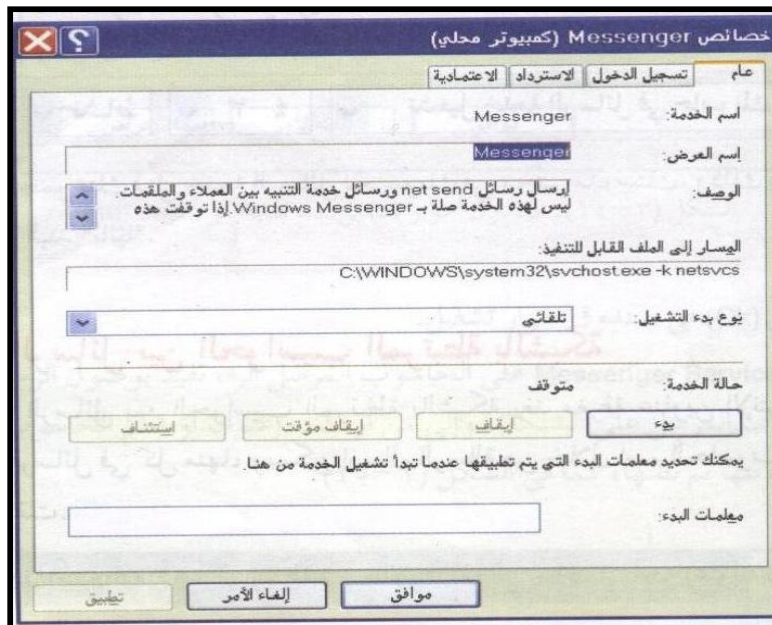 خصائص Messenger (كمبيوتر محلي)
عام تسجيل الدخول الاسترداد الاعتمادية
اسم الخدمة: Messenger
إسم العرض: Messenger
الوصف: إرسال رسائل net send ورسائل خدمة التنبيه بين العملاء والملقمات.
ليس لهذه الخدمة صلة بـ Windows Messenger.إذا توقفت هذه
المسار إلى الملف القابل للتنفيذ:
C:\WINDOWS\system32\svchost.exe -k netsvcs
نوع بدء التشغيل: تلقائي
حالة الخدمة: متوقف
بدء إيقاف إيقاف مؤقت استئناف
يمكنك تحديد معلمات البدء التي يتم تطبيقها عندما تبدأ تشغيل الخدمة من هنا.
معلمات البدء:
موافق إلغاء الأمر تطبيق